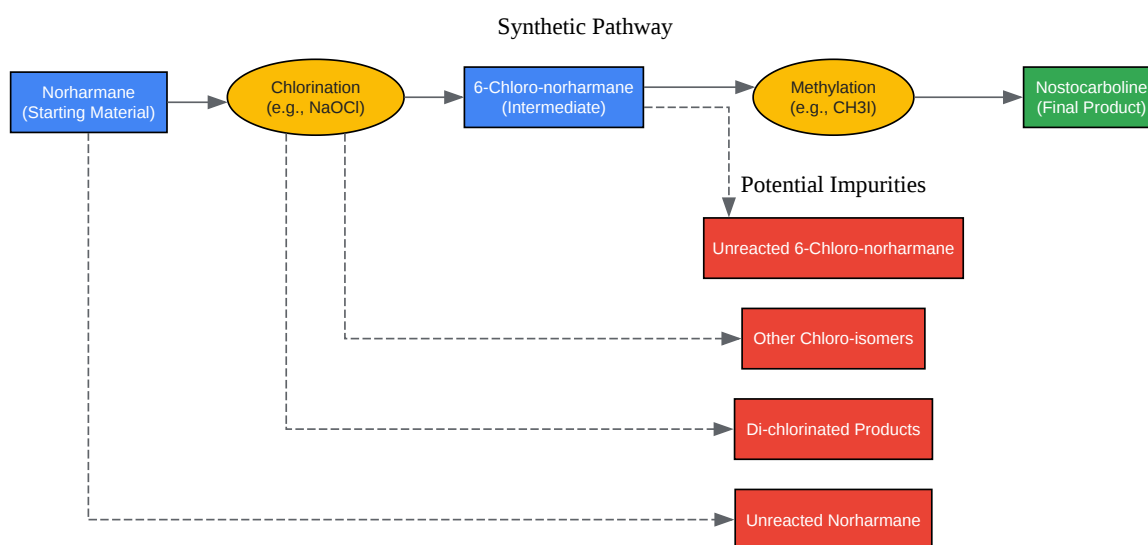 Synthetic Pathway
Norharmane
(Starting Material)
Chlorination
(e.g., NaOCl)
6-Chloro-norharmane
(Intermediate)
Methylation
(e.g., CH3I)
Nostocarboline
(Final Product)
Potential Impurities
Unreacted 6-Chloro-norharmane
Other Chloro-isomers
Di-chlorinated Products
Unreacted Norharmane